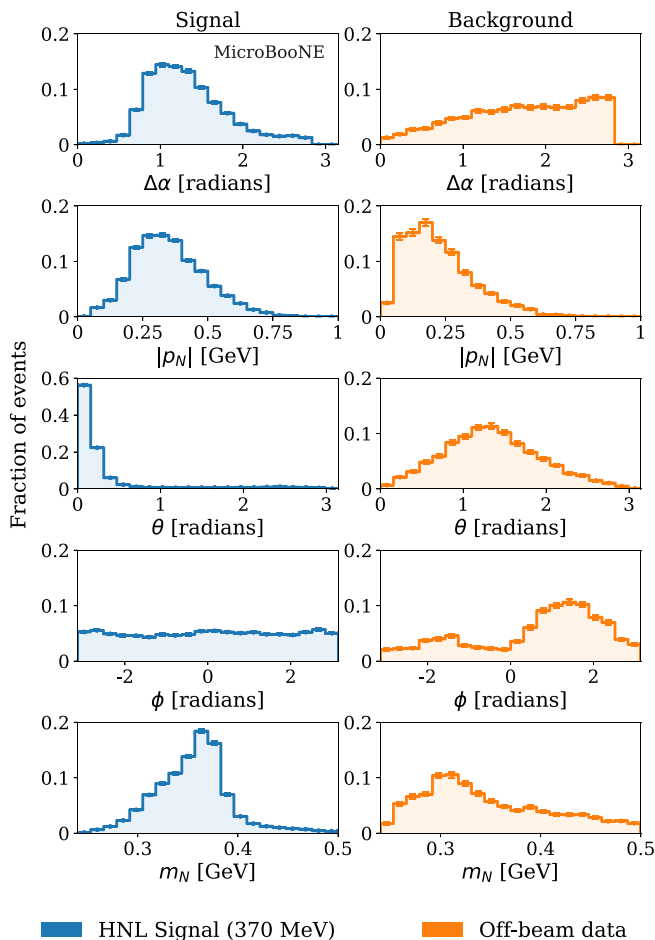 Signal Background
MicroBooNE
0.2 0.2
0.1 0.1
0 0
0 1 2 3 0 1 2 3
Δα [radians] Δα [radians]
0.2 0.2
0.1 0.1
0 0
0 0.25 0.5 0.75 1 0 0.25 0.5 0.75 1
|p_N| [GeV] |p_N| [GeV]
Fraction of events
0.6
0.4 0.1
0.2
0 0
0 1 2 3 0 1 2 3
θ [radians] θ [radians]
0.2 0.2
0.1 0.1
0 0
-2 0 2 -2 0 2
ϕ [radians] ϕ [radians]
0.2 0.2
0.1 0.1
0 0
0.3 0.4 0.5 0.3 0.4 0.5
m_N [GeV] m_N [GeV]
HNL Signal (370 MeV) Off-beam data